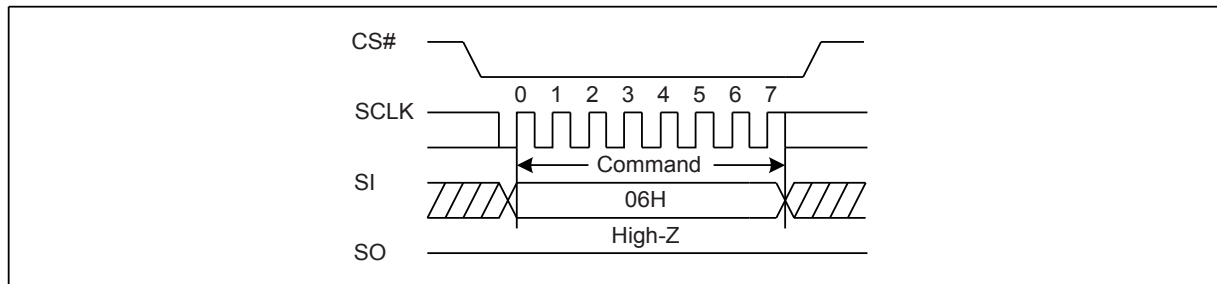 CS#
0 1 2 3 4 5 6 7
SCLK
Command
SI
06H
High-Z
SO